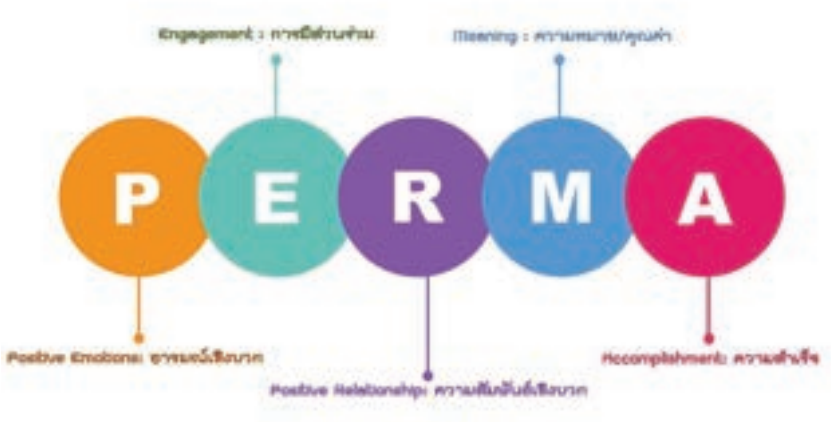 Engagement : การมีส่วนร่วม
Meaning : ความหมาย/คุณค่า
P E R M A
Positive Emotions: อารมณ์เชิงบวก
Accomplishment: ความสำเร็จ
Positive Relationship: ความสัมพันธ์เชิงบวก